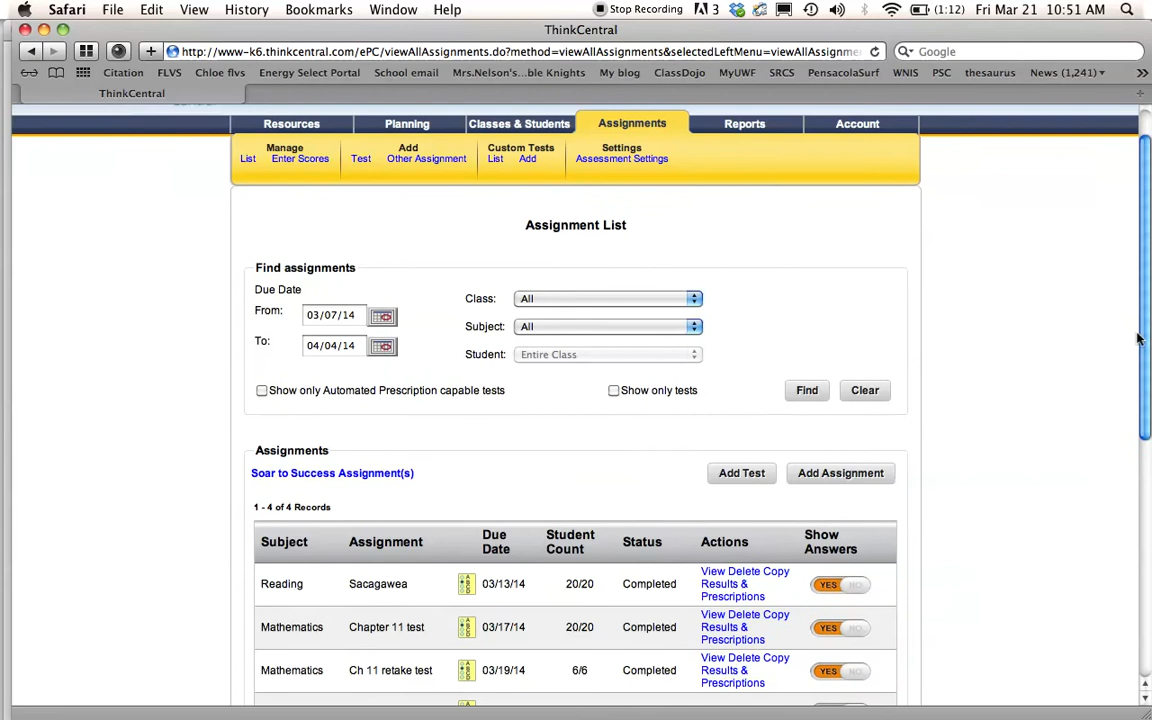 Safari File Edit View History Bookmarks Window Help Stop Recording 3 (1:12) Fri Mar 21 10:51 AM
ThinkCentral
http://www-k6.thinkcentral.com/ePC/viewAllAssignments.do?method=viewAllAssignments&selectedLeftMenu=viewAllAssignme Google
Citation FLVS Chloe flvs Energy Select Portal School email Mrs.Nelson's...ble Knights My blog ClassDojo MyUWF SRCS PensacolaSurf WNIS PSC thesaurus News (1,241)
ThinkCentral
Resources Planning Classes & Students Assignments Reports Account
Manage Add Custom Tests Settings
List Enter Scores Test Other Assignment List Add Assessment Settings
Assignment List
Find assignments
Due Date
From: 03/07/14 Class: All
Subject: All
To: 04/04/14 Student: Entire Class
Show only Automated Prescription capable tests Show only tests Find Clear
Assignments
Soar to Success Assignment(s) Add Test Add Assignment
1 - 4 of 4 Records
Subject Assignment Due Date Student Count Status Actions Show Answers
Reading Sacagawea 03/13/14 20/20 Completed View Delete Copy Results & Prescriptions YES NO
Mathematics Chapter 11 test 03/17/14 20/20 Completed View Delete Copy Results & Prescriptions YES NO
Mathematics Ch 11 retake test 03/19/14 6/6 Completed View Delete Copy Results & Prescriptions YES NO